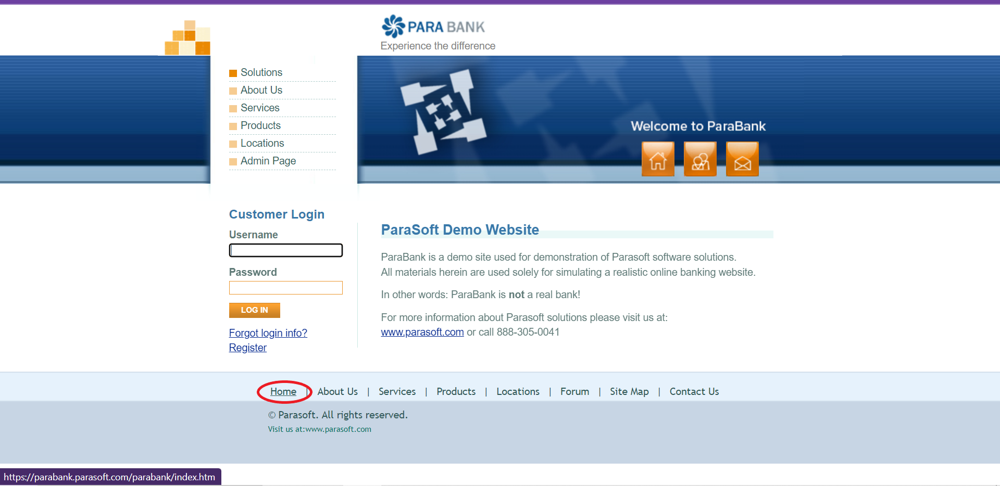 PARA BANK
Experience the difference
Solutions
About Us
Services
Products
Locations
Admin Page
Welcome to ParaBank
Customer Login
Username
Password
LOG IN
Forgot login info?
Register
ParaSoft Demo Website
ParaBank is a demo site used for demonstration of Parasoft software solutions.
All materials herein are used solely for simulating a realistic online banking website.
In other words: ParaBank is not a real bank!
For more information about Parasoft solutions please visit us at:
www.parasoft.com or call 888-305-0041
Home | About Us | Services | Products | Locations | Forum | Site Map | Contact Us
© Parasoft. All rights reserved.
Visit us at:www.parasoft.com
https://parabank.parasoft.com/parabank/index.htm